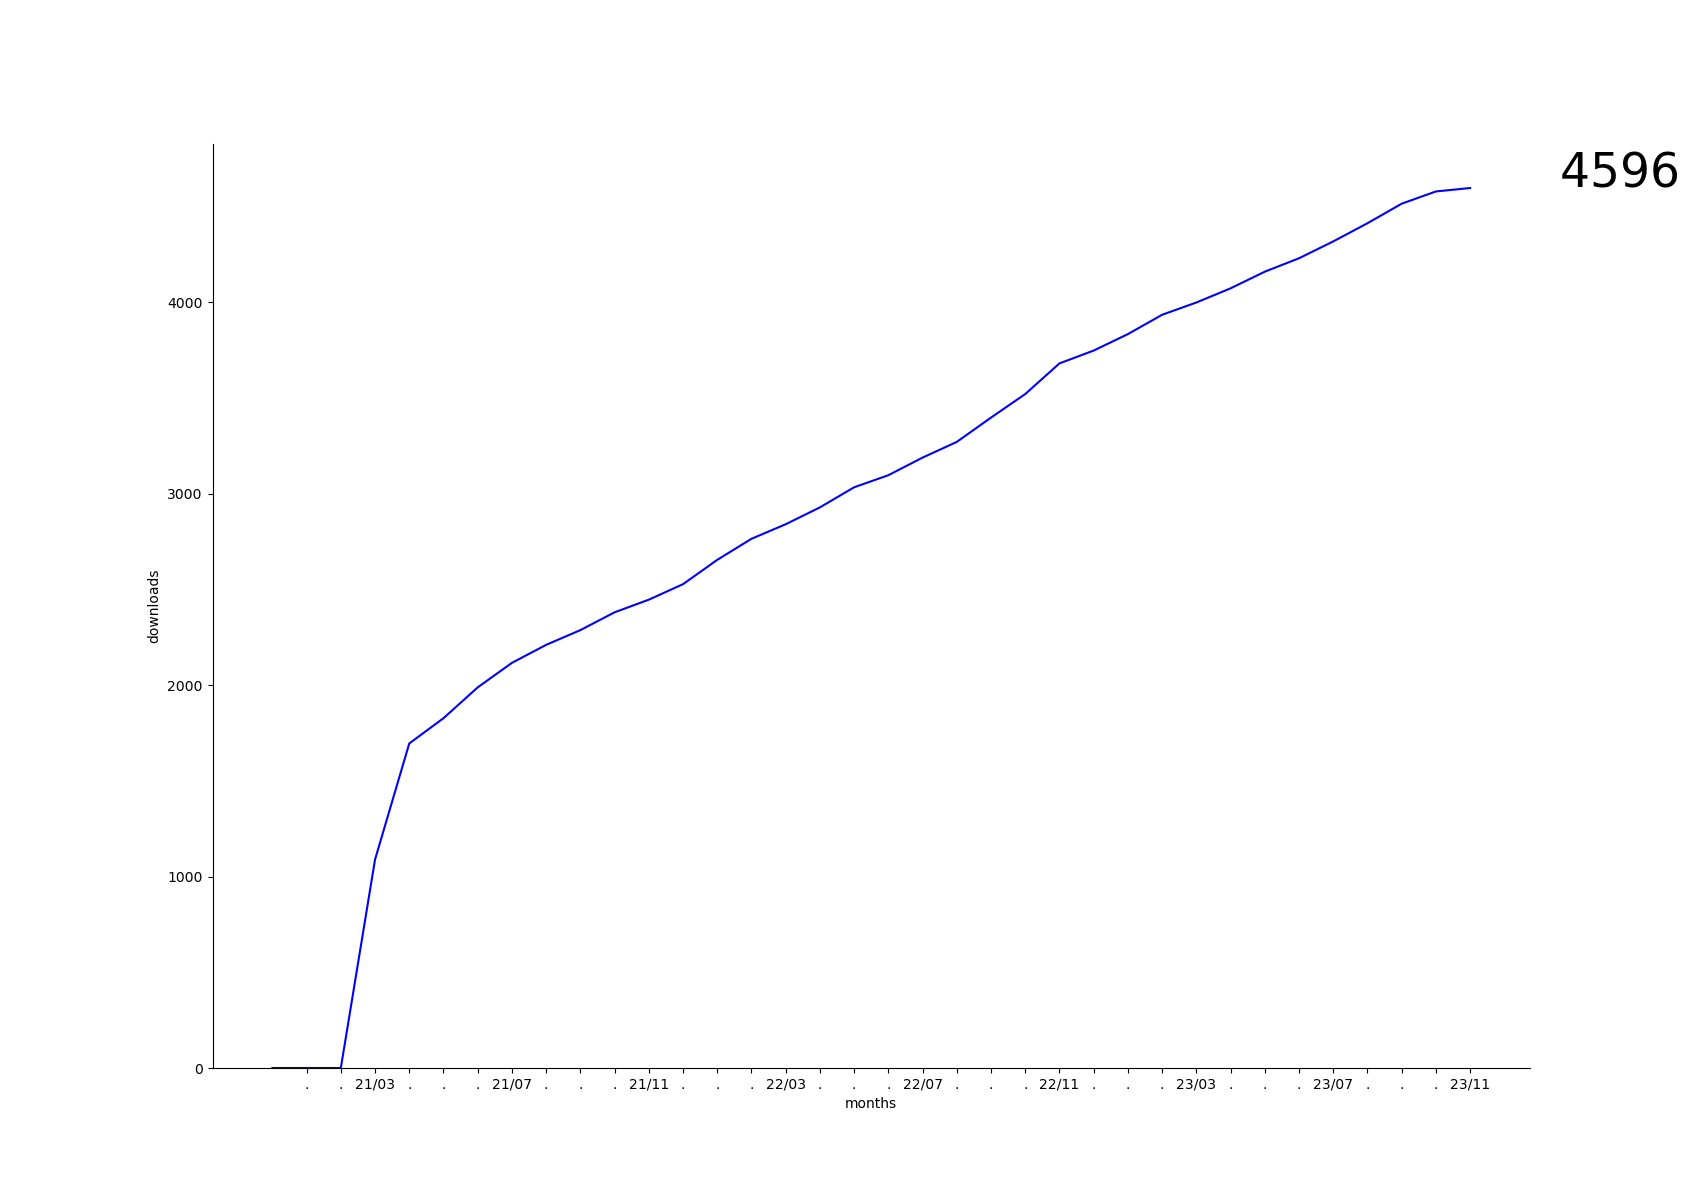 4596
4000
3000
2000
1000
0
downloads
. . 21/03 . . . 21/07 . . . 21/11 . . . 22/03 . . . 22/07 . . . 22/11 . . . 23/03 . . . 23/07 . . . 23/11
months